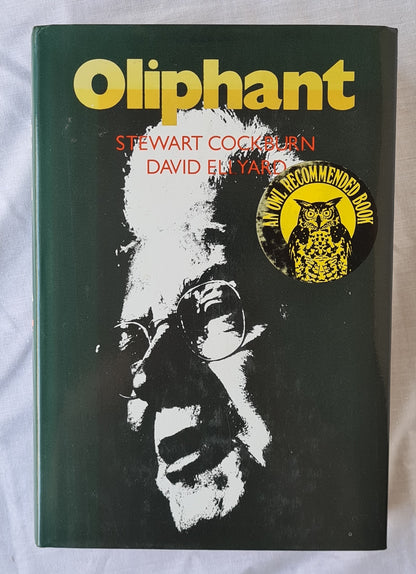 Oliphant
STEWART COCKBURN
DAVID ELLYARD
AN OWL RECOMMENDED BOOK